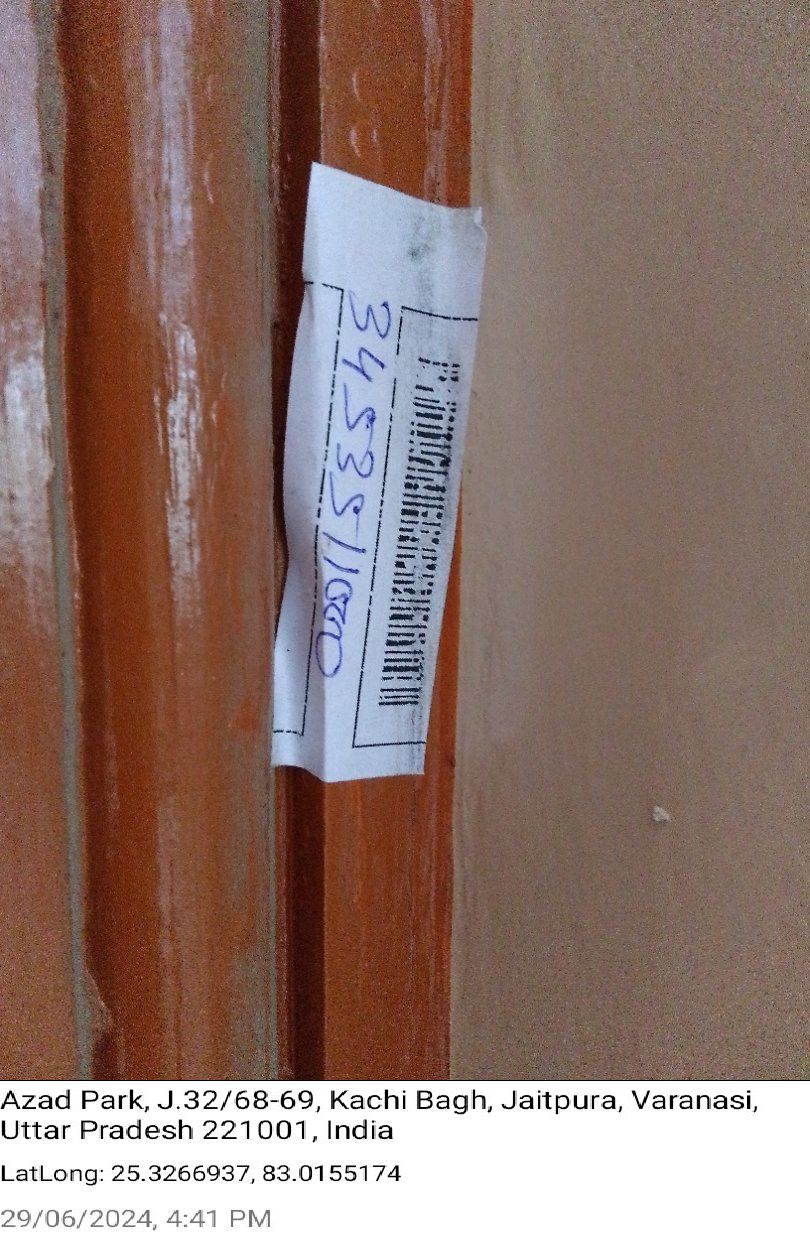 3453511000
Azad Park, J.32/68-69, Kachi Bagh, Jaitpura, Varanasi,
Uttar Pradesh 221001, India
LatLong: 25.3266937, 83.0155174
29/06/2024, 4:41 PM